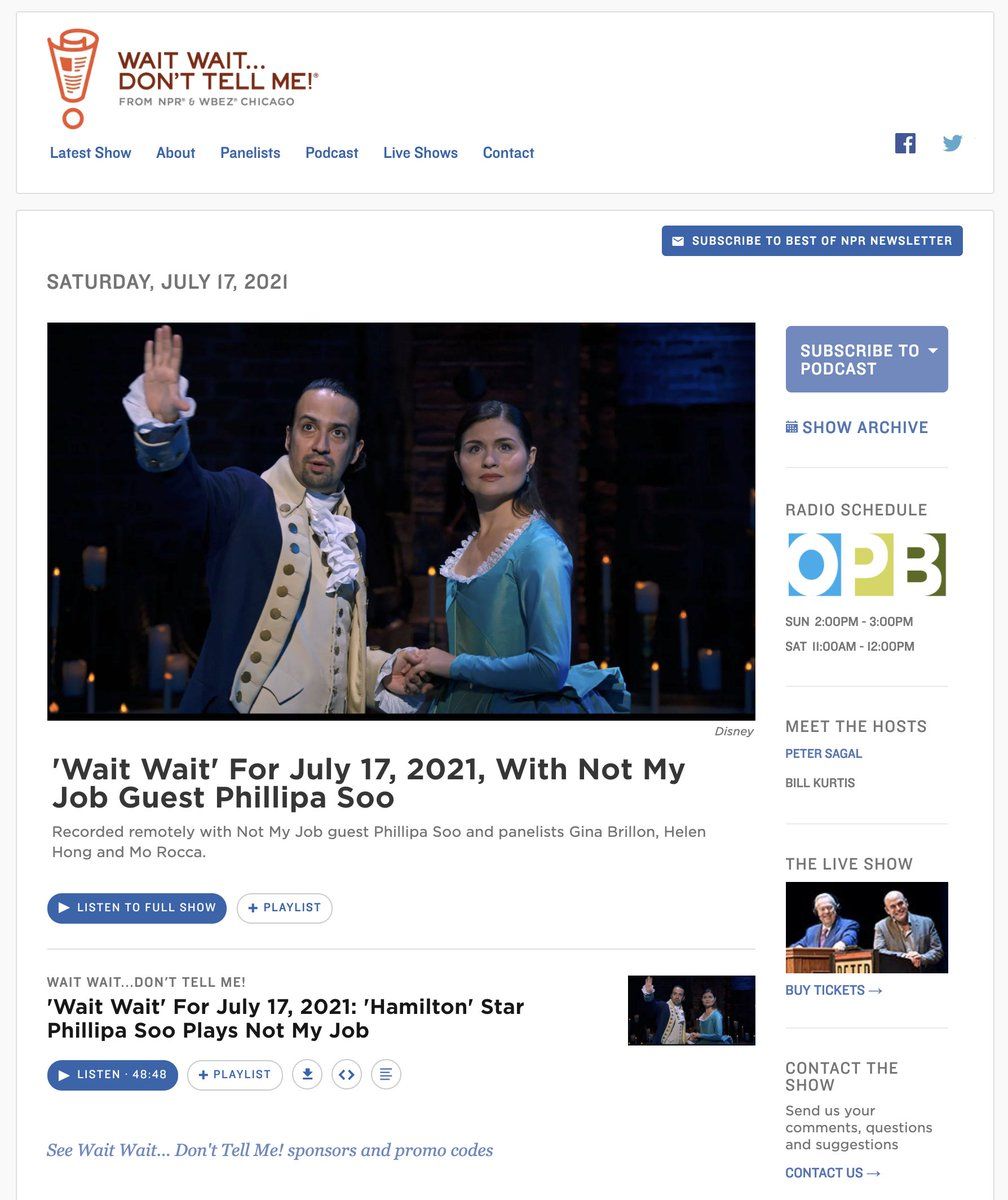 WAIT WAIT...
DON'T TELL ME!®
FROM NPR® & WBEZ® CHICAGO
Latest Show About Panelists Podcast Live Shows Contact
SUBSCRIBE TO BEST OF NPR NEWSLETTER
SATURDAY, JULY 17, 2021
Disney
'Wait Wait' For July 17, 2021, With Not My
Job Guest Phillipa Soo
Recorded remotely with Not My Job guest Phillipa Soo and panelists Gina Brillon, Helen
Hong and Mo Rocca.
LISTEN TO FULL SHOW + PLAYLIST
WAIT WAIT...DON'T TELL ME!
'Wait Wait' For July 17, 2021: 'Hamilton' Star
Phillipa Soo Plays Not My Job
LISTEN · 48:48 + PLAYLIST
See Wait Wait... Don't Tell Me! sponsors and promo codes
SUBSCRIBE TO
PODCAST
SHOW ARCHIVE
RADIO SCHEDULE
OPB
SUN 2:00PM - 3:00PM
SAT 11:00AM - 12:00PM
MEET THE HOSTS
PETER SAGAL
BILL KURTIS
THE LIVE SHOW
PETER
BUY TICKETS →
CONTACT THE
SHOW
Send us your
comments, questions
and suggestions
CONTACT US →